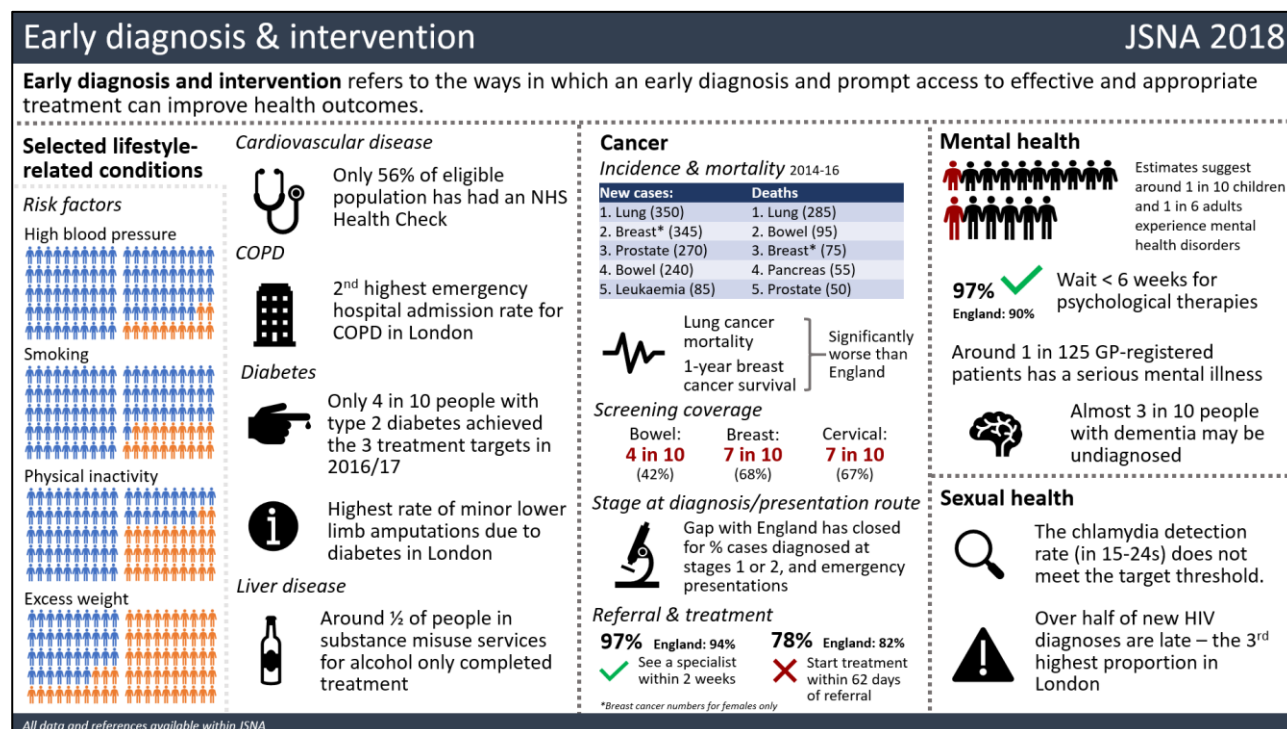 Early diagnosis & intervention
JSNA 2018
Early diagnosis and intervention refers to the ways in which an early diagnosis and prompt access to effective and appropriate
treatment can improve health outcomes.
Selected lifestyle-
related conditions
Risk factors
High blood pressure
Smoking
Physical inactivity
Excess weight
Cardiovascular disease
Only 56% of eligible
population has had an NHS
Health Check
COPD
2nd highest emergency
hospital admission rate for
COPD in London
Diabetes
Only 4 in 10 people with
type 2 diabetes achieved
the 3 treatment targets in
2016/17
Highest rate of minor lower
limb amputations due to
diabetes in London
Liver disease
Around ½ of people in
substance misuse services
for alcohol only completed
treatment
Cancer
Incidence & mortality 2014-16
New cases: Deaths
1. Lung (350) 1. Lung (285)
2. Breast* (345) 2. Bowel (95)
3. Prostate (270) 3. Breast* (75)
4. Bowel (240) 4. Pancreas (55)
5. Leukaemia (85) 5. Prostate (50)
Lung cancer
mortality
1-year breast
cancer survival
Significantly
worse than
England
Screening coverage
Bowel: Breast: Cervical:
4 in 10 7 in 10 7 in 10
(42%) (68%) (67%)
Stage at diagnosis/presentation route
Gap with England has closed
for % cases diagnosed at
stages 1 or 2, and emergency
presentations
Referral & treatment
97% England: 94%
See a specialist
within 2 weeks
78% England: 82%
Start treatment
within 62 days
of referral
*Breast cancer numbers for females only
Mental health
Estimates suggest
around 1 in 10 children
and 1 in 6 adults
experience mental
health disorders
97%
England: 90%
Wait < 6 weeks for
psychological therapies
Around 1 in 125 GP-registered
patients has a serious mental illness
Almost 3 in 10 people
with dementia may be
undiagnosed
Sexual health
The chlamydia detection
rate (in 15-24s) does not
meet the target threshold.
Over half of new HIV
diagnoses are late – the 3rd
highest proportion in
London
All data and references available within JSNA